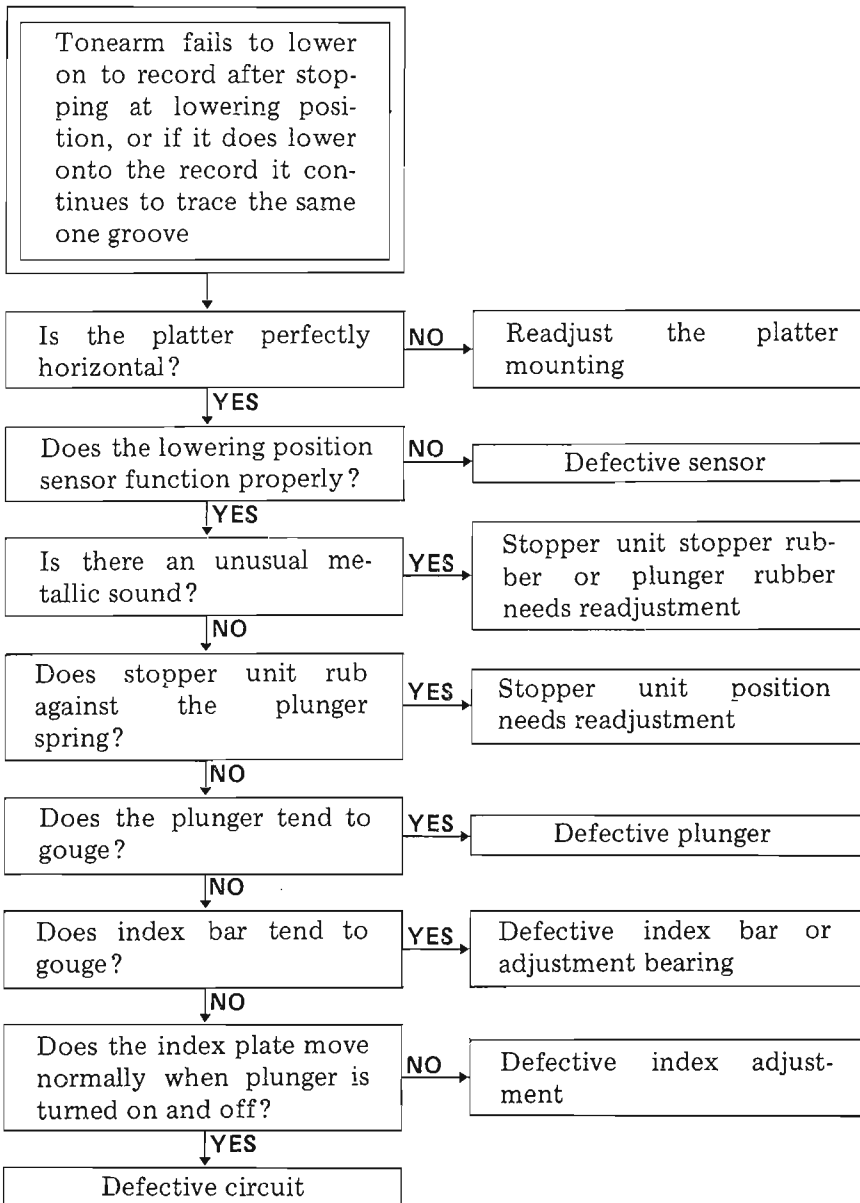 Tonearm fails to lower
on to record after stop-
ping at lowering posi-
tion, or if it does lower
onto the record it con-
tinues to trace the same
one groove
Is the platter perfectly
horizontal?
NO
Readjust the platter
mounting
YES
Does the lowering position
sensor function properly?
NO
Defective sensor
YES
Is there an unusual me-
tallic sound?
YES
Stopper unit stopper rub-
ber or plunger rubber
needs readjustment
NO
Does stopper unit rub
against the plunger
spring?
YES
Stopper unit position
needs readjustment
NO
Does the plunger tend to
gouge?
YES
Defective plunger
NO
Does index bar tend to
gouge?
YES
Defective index bar or
adjustment bearing
NO
Does the index plate move
normally when plunger is
turned on and off?
NO
Defective index adjust-
ment
YES
Defective circuit